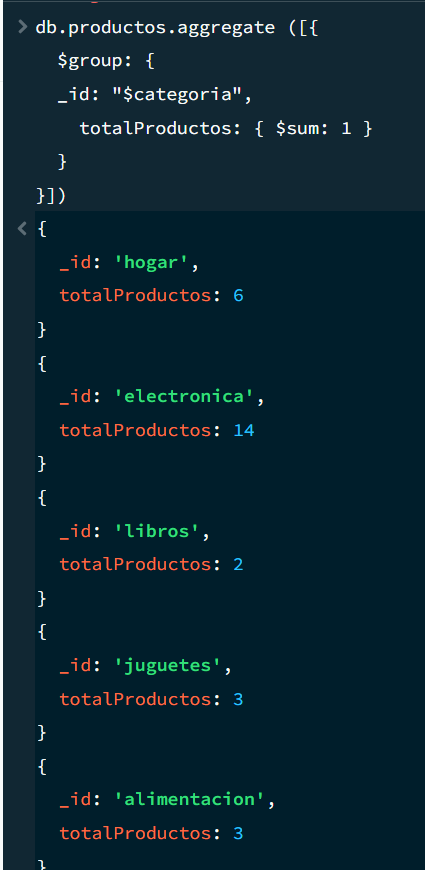 db.productos.aggregate ([{
$group: {
_id: "$categoria",
totalProductos: { $sum: 1 }
}
}])
{
_id: 'hogar',
totalProductos: 6
}
{
_id: 'electronica',
totalProductos: 14
}
{
_id: 'libros',
totalProductos: 2
}
{
_id: 'juguetes',
totalProductos: 3
}
{
_id: 'alimentacion',
totalProductos: 3
}